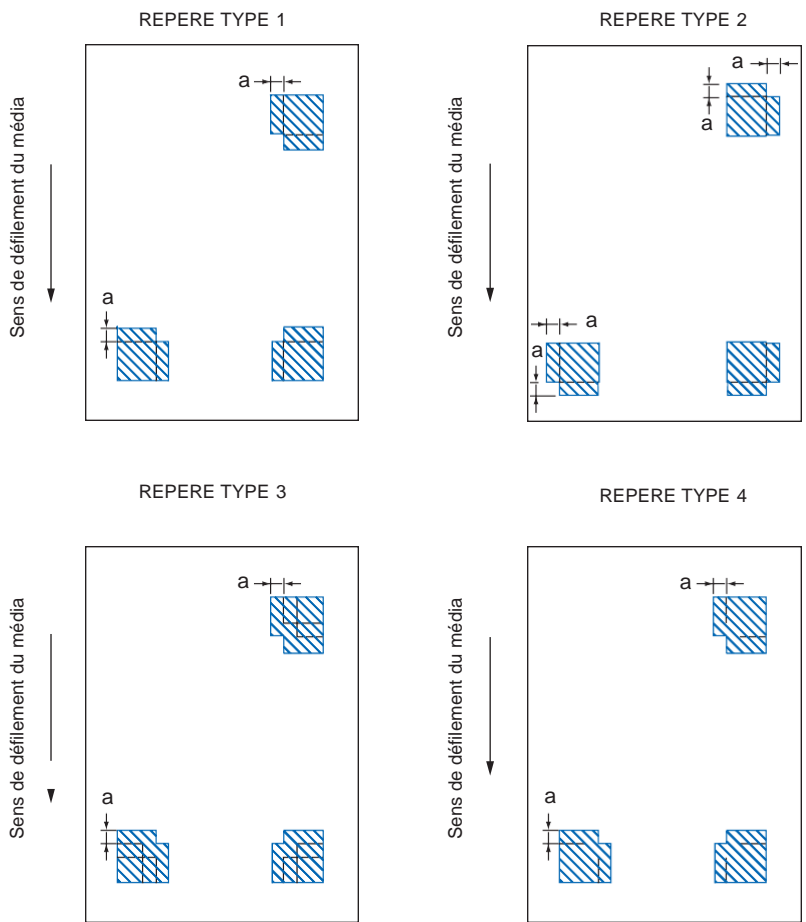 REPERE TYPE 1
Sens de défilement du média
a
a
REPERE TYPE 2
Sens de défilement du média
a
a
a
a
REPERE TYPE 3
Sens de défilement du média
a
a
REPERE TYPE 4
Sens de défilement du média
a
a